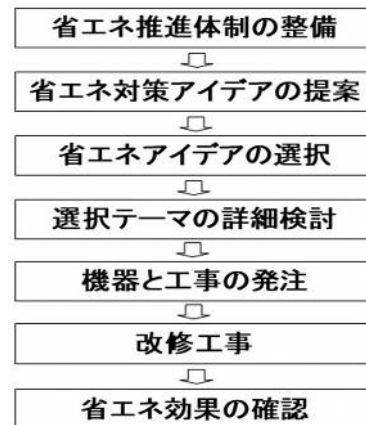 省エネ推進体制の整備
省エネ対策アイデアの提案
省エネアイデアの選択
選択テーマの詳細検討
機器と工事の発注
改修工事
省エネ効果の確認